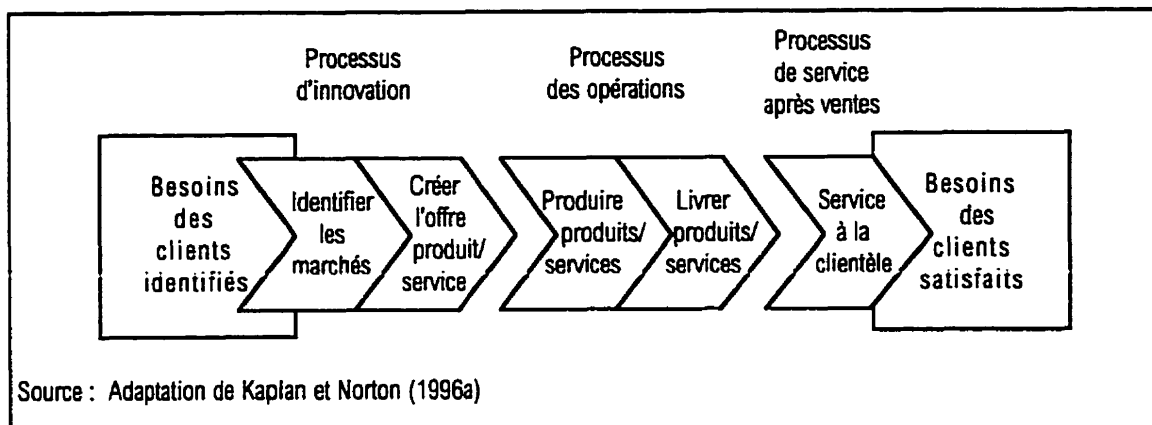 Processus
d'innovation
Processus
des opérations
Processus
de service
après ventes
Besoins
des
clients
identifiés
Identifier
les
marchés
Créer
l'offre
produit/
service
Produire
produits/
services
Livrer
produits/
services
Service
à la
clientèle
Besoins
des
clients
satisfaits
Source : Adaptation de Kaplan et Norton (1996a)